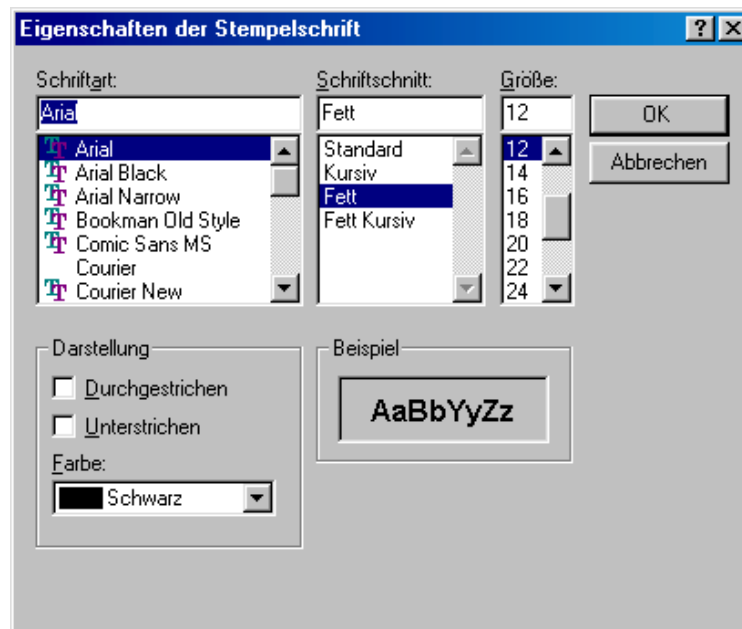 Eigenschaften der Stempelschrift
Schriftart:
Arial
Arial
Arial Black
Arial Narrow
Bookman Old Style
Comic Sans MS
Courier
Courier New
Schriftschnitt:
Fett
Standard
Kursiv
Fett
Fett Kursiv
Größe:
12
12
14
16
18
20
22
24
OK
Abbrechen
Darstellung
Durchgestrichen
Unterstrichen
Farbe:
Schwarz
Beispiel
AaBbYyZz